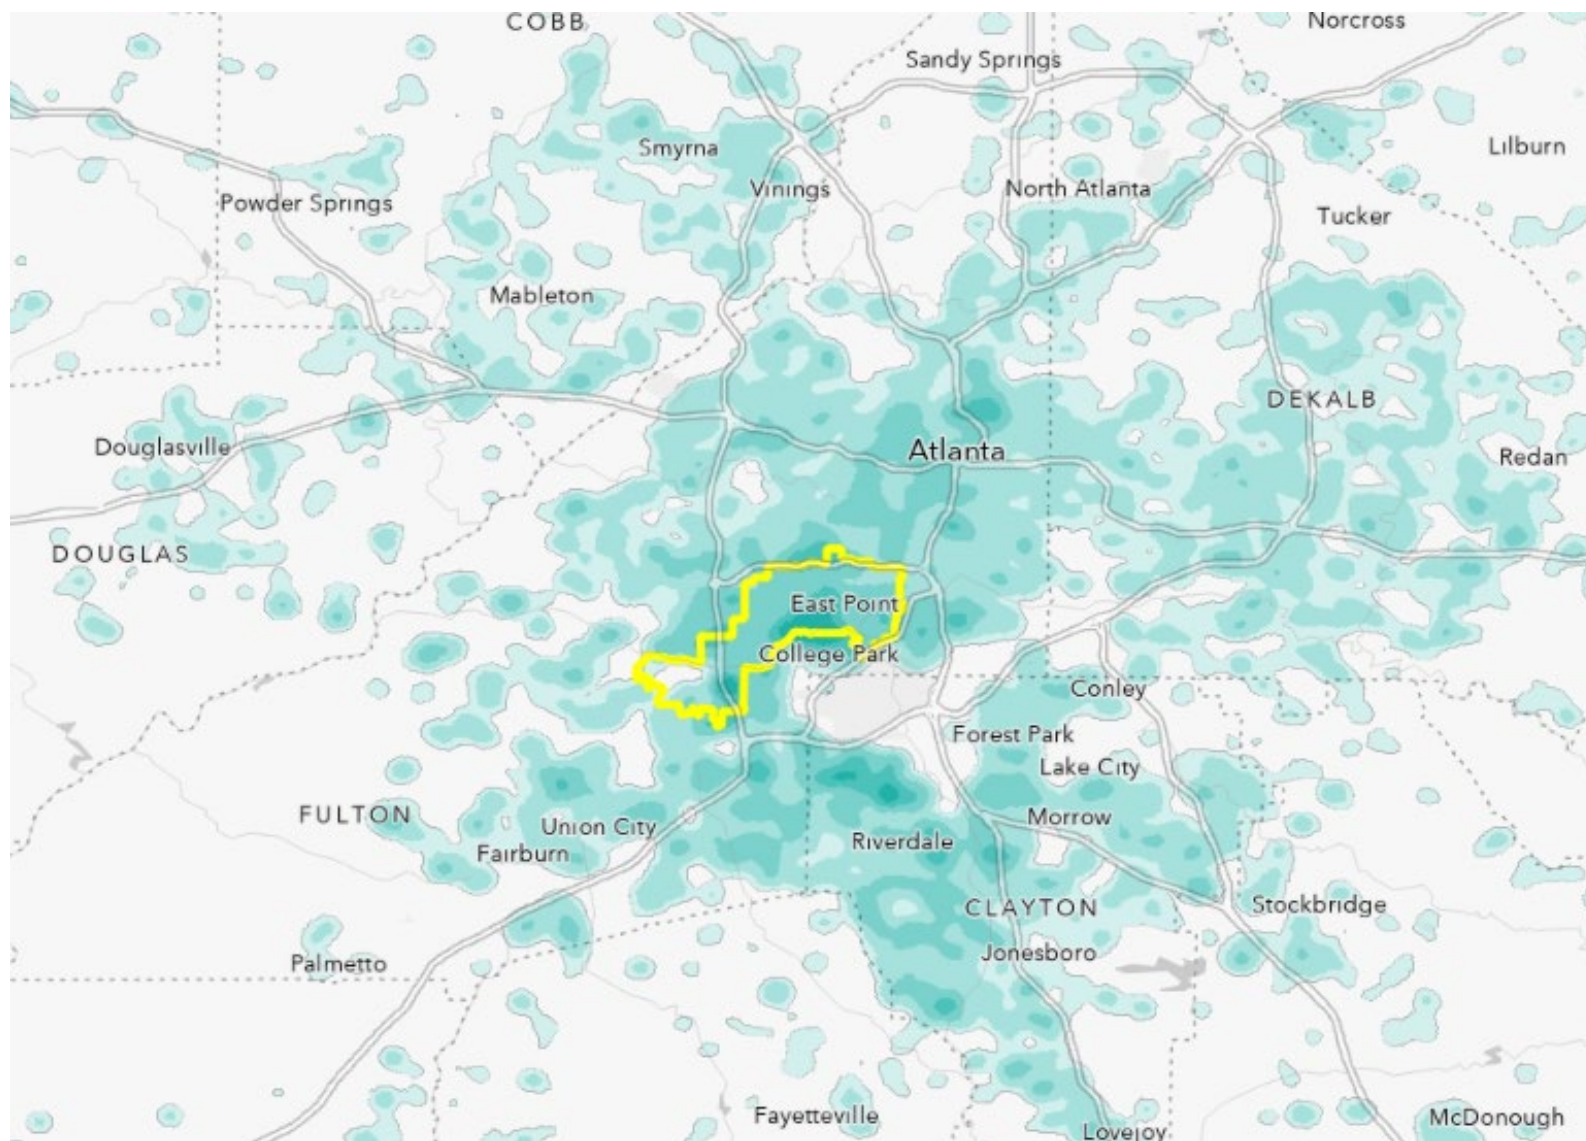 COBB
Norcross
Sandy Springs
Smyrna
Lilburn
Vinings
North Atlanta
Powder Springs
Tucker
Mableton
DEKALB
Douglasville
Atlanta
Redan
DOUGLAS
East Point
College Park
Conley
Forest Park
Lake City
FULTON
Morrow
Union City
Riverdale
Fairburn
CLAYTON
Stockbridge
Jonesboro
Palmetto
Fayetteville
McDonough
Lovejoy